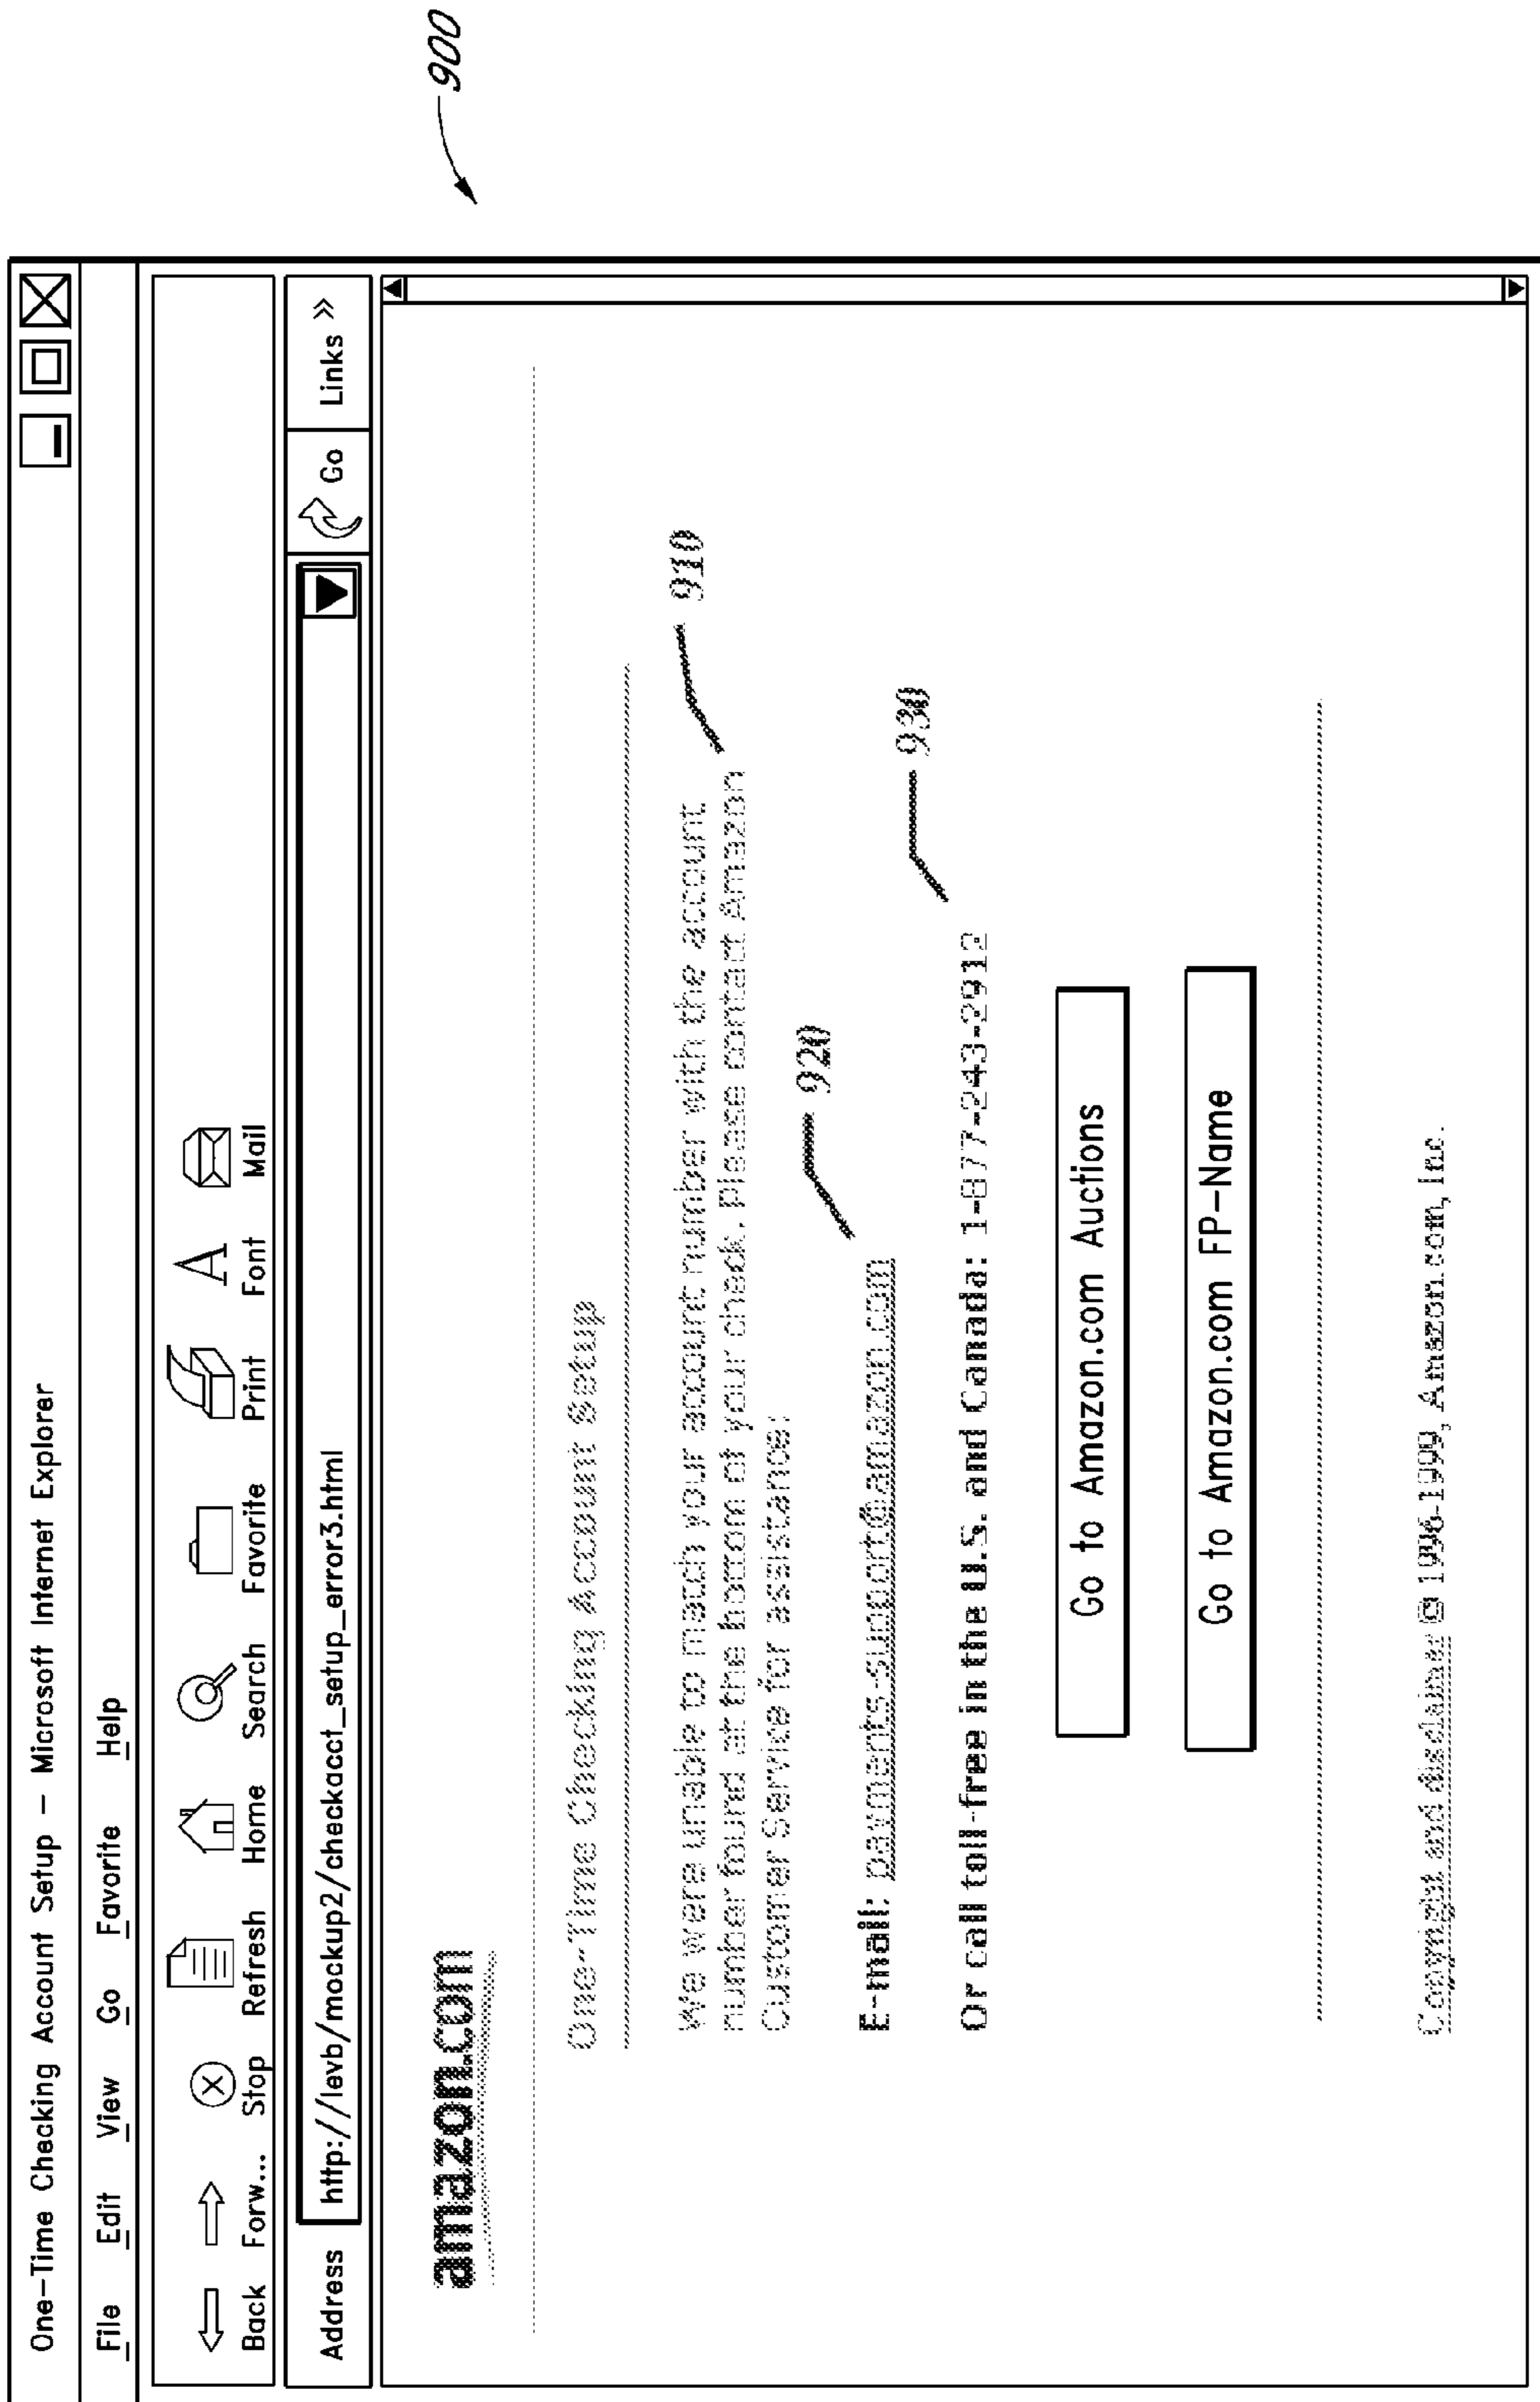 One-Time Checking Account Setup - Microsoft Internet Explorer
File Edit View Go Favorite Help
Back Forw... Stop Refresh Home Search Favorite Print Font Mail
Address http://levb/mockup2/checkacct_setup_error3.html Go Links »
900
amazon.com
One-Time Checking Account Setup
We were unable to match your account number with the account
number found at the bottom of your check. Please contact Amazon
Customer Service for assistance:
910
920
E-mail: payments-support@amazon.com
930
Or call toll-free in the U.S. and Canada: 1-877-243-2912
Go to Amazon.com Auctions
Go to Amazon.com FP-Name
Copyright and disclaimer © 1996-1999, Amazon.com, Inc.